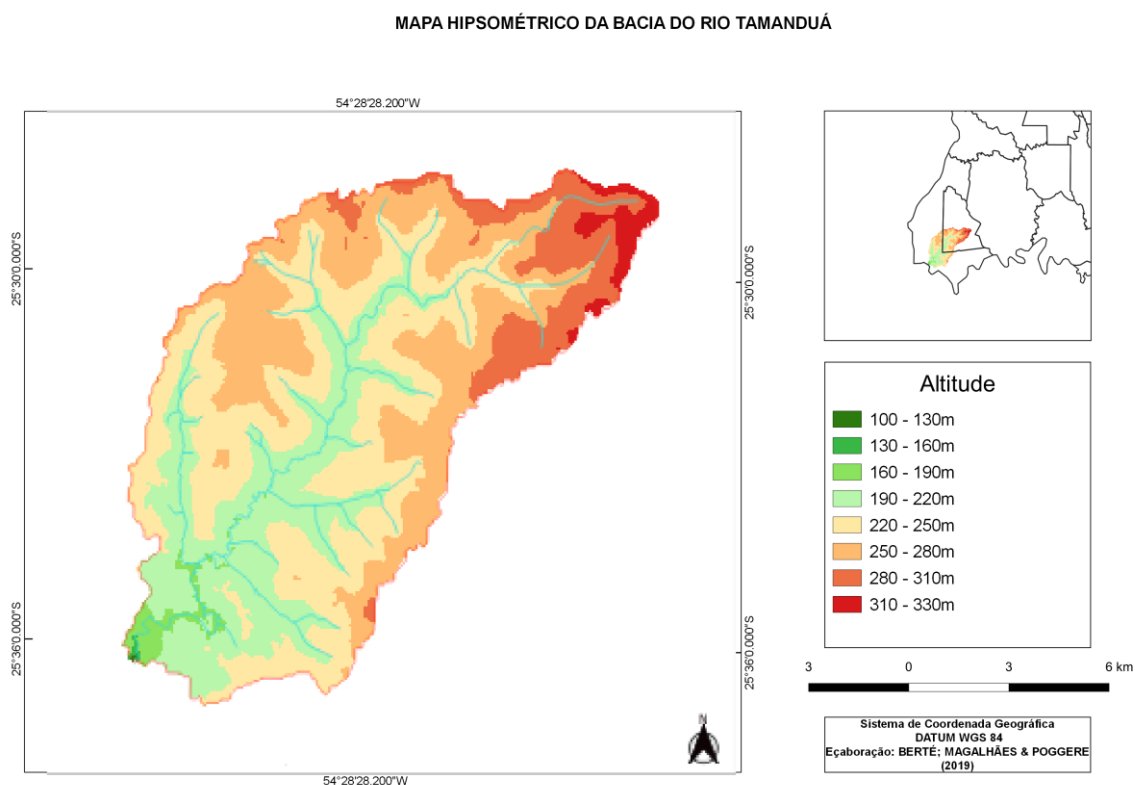 MAPA HIPSOMÉTRICO DA BACIA DO RIO TAMANDUÁ
54°28'28.200"W
25°30'0.000"S
25°30'0.000"S
25°36'0.000"S
25°36'0.000"S
54°28'28.200"W
N
Altitude
100 - 130m
130 - 160m
160 - 190m
190 - 220m
220 - 250m
250 - 280m
280 - 310m
310 - 330m
3 0 3 6 km
Sistema de Coordenada Geográfica
DATUM WGS 84
Eçaboração: BERTÉ; MAGALHÃES & POGGERE
(2019)